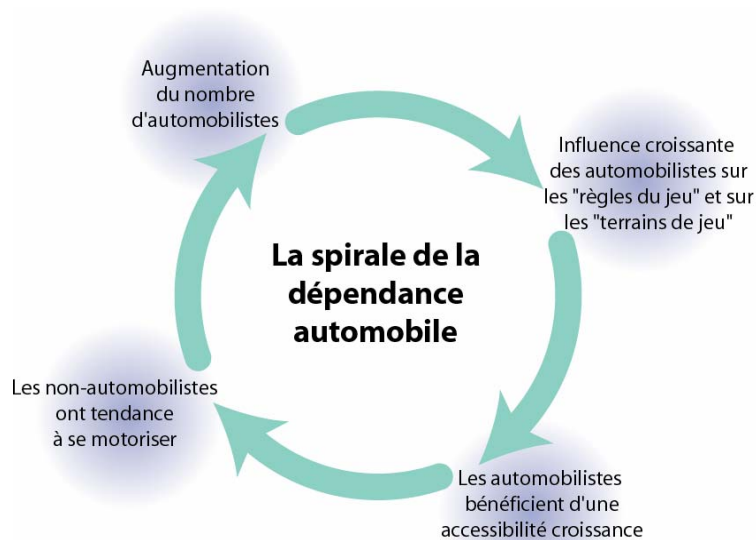 Augmentation
du nombre
d'automobilistes
Influence croissante
des automobilistes sur
les "règles du jeu" et sur
les "terrains de jeu"
La spirale de la
dépendance
automobile
Les non-automobilistes
ont tendance
à se motoriser
Les automobilistes
bénéficient d'une
accessibilité croissance